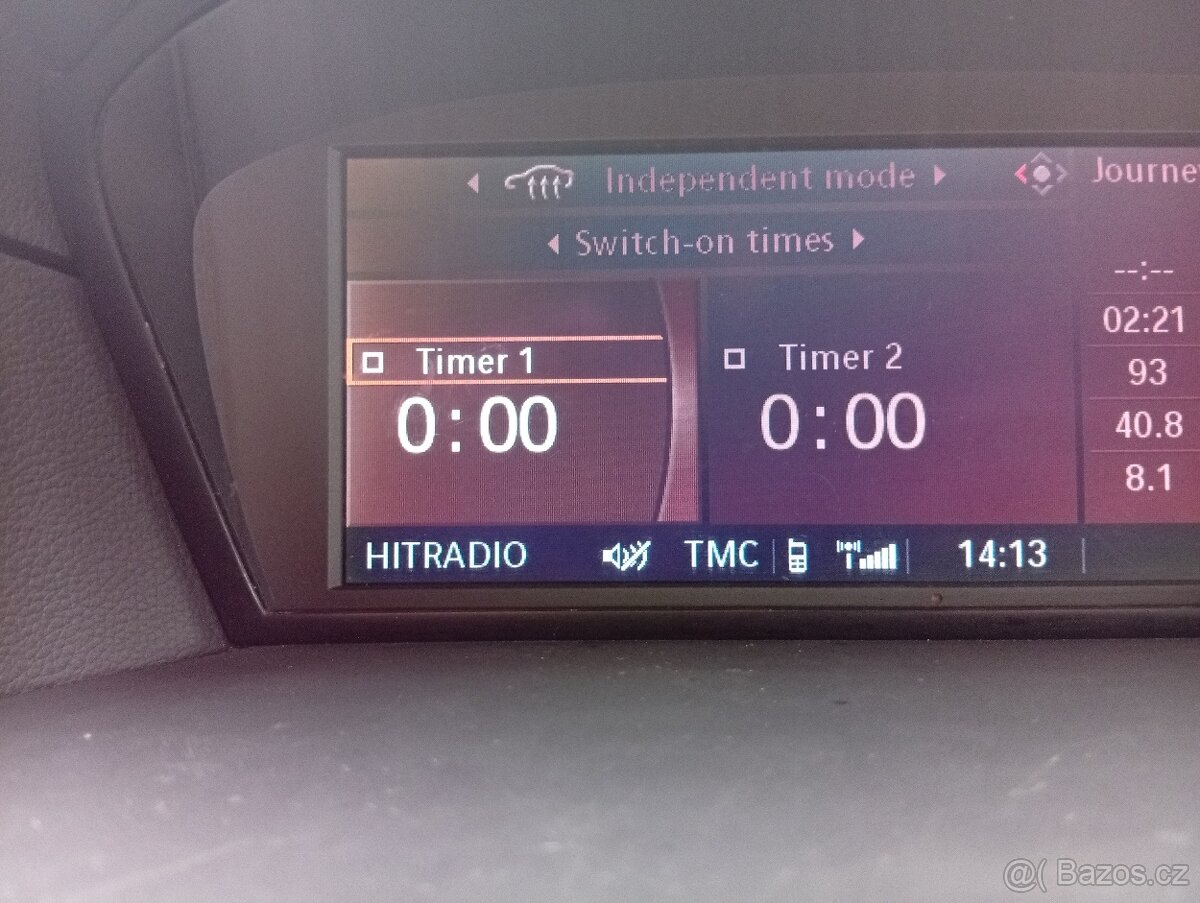 Independent mode
Journe
Switch-on times
--:--
02:21
Timer 1
Timer 2
93
0:00
0:00
40.8
8.1
HITRADIO TMC 14:13
@( Bazos.cz